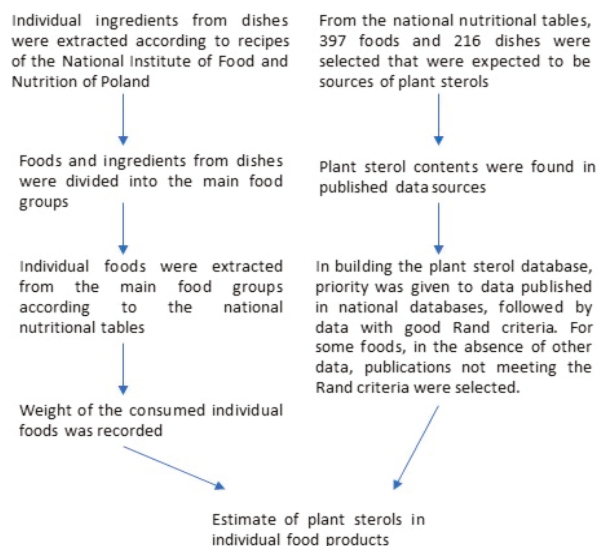 Individual ingredients from dishes
were extracted according to recipes
of the National Institute of Food and
Nutrition of Poland
Foods and ingredients from dishes
were divided into the main food
groups
Individual foods were extracted
from the main food groups
according to the national
nutritional tables
Weight of the consumed individual
foods was recorded
From the national nutritional tables,
397 foods and 216 dishes were
selected that were expected to be
sources of plant sterols
Plant sterol contents were found in
published data sources
In building the plant sterol database,
priority was given to data published
in national databases, followed by
data with good Rand criteria. For
some foods, in the absence of other
data, publications not meeting the
Rand criteria were selected.
Estimate of plant sterols in
individual food products